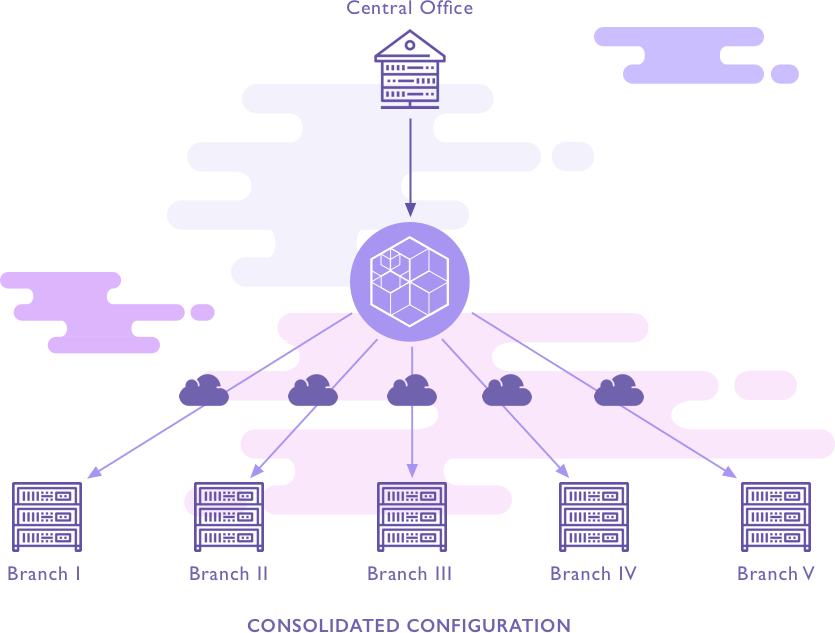 Central Office
Branch I
Branch II
Branch III
Branch IV
Branch V
CONSOLIDATED CONFIGURATION